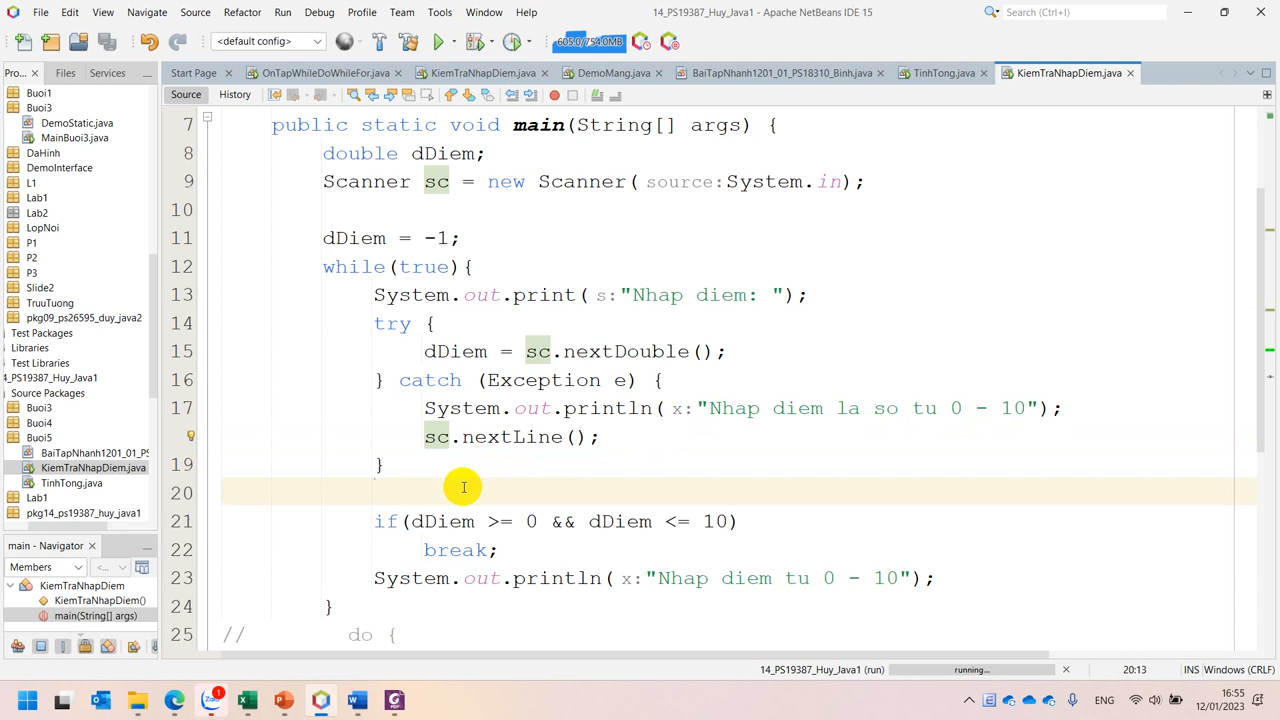 File Edit View Navigate Source Refactor Run Debug Profile Team Tools Window Help
14_PS19387_Huy_Java1 - Apache NetBeans IDE 15
Search (Ctrl+I)
<default config>
605.0/754.0MB
Pro... Files Services
Start Page OnTapWhileDoWhileFor.java KiemTraNhapDiem.java DemoMang.java BaiTapNhanh1201_01_PS18310_Binh.java TinhTong.java KiemTraNhapDiem.java
Source History
Buoi1
Buoi3
DemoStatic.java
MainBuoi3.java
DaHinh
DemoInterface
L1
Lab1
Lab2
LopNoi
P1
P2
P3
Slide2
TruuTuong
pkg09_ps26595_duy_java2
Test Packages
Libraries
Test Libraries
4_PS19387_Huy_Java1
Source Packages
Buoi3
Buoi4
Buoi5
BaiTapNhanh1201_01_PS
KiemTraNhapDiem.java
TinhTong.java
Lab1
pkg14_ps19387_huy_java1
main - Navigator
Members <...
KiemTraNhapDiem
KiemTraNhapDiem()
main(String[] args)
7 public static void main(String[] args) {
8 double dDiem;
9 Scanner sc = new Scanner(source:System.in);
10
11 dDiem = -1;
12 while(true){
13 System.out.print(s:"Nhap diem: ");
14 try {
15 dDiem = sc.nextDouble();
16 } catch (Exception e) {
17 System.out.println(x:"Nhap diem la so tu 0 - 10");
sc.nextLine();
19 }
20
21 if(dDiem >= 0 && dDiem <= 10)
22 break;
23 System.out.println(x:"Nhap diem tu 0 - 10");
24 }
25 // do {
14_PS19387_Huy_Java1 (run) running... 20:13 INS Windows (CRLF)
Zalo 1
ENG
16:55
12/01/2023